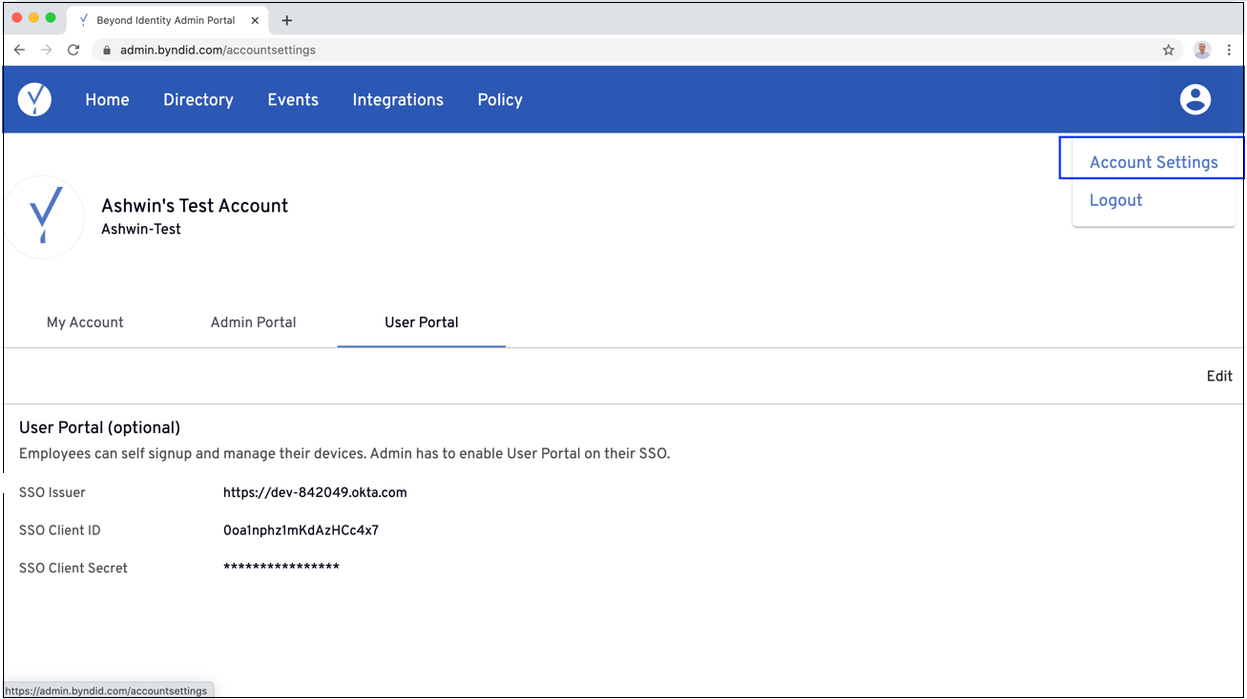 Beyond Identity Admin Portal
admin.byndid.com/accountsettings
Home Directory Events Integrations Policy
Account Settings
Logout
Ashwin's Test Account
Ashwin-Test
My Account Admin Portal User Portal
Edit
User Portal (optional)
Employees can self signup and manage their devices. Admin has to enable User Portal on their SSO.
SSO Issuer https://dev-842049.okta.com
SSO Client ID 0oa1nphz1mKdAzHCc4x7
SSO Client Secret ****************
https://admin.byndid.com/accountsettings